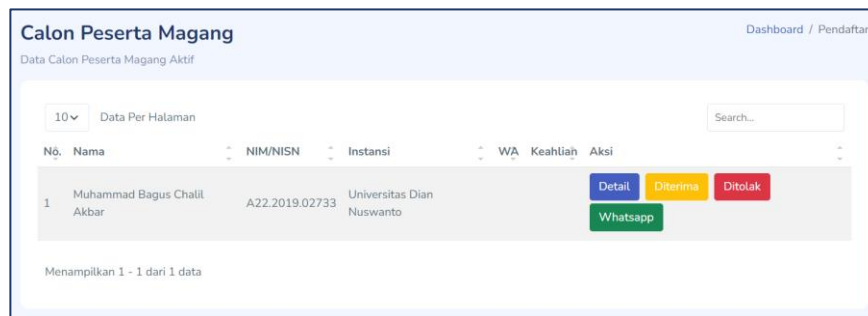 Calon Peserta Magang
Dashboard / Pendaftar
Data Calon Peserta Magang Aktif
10 Data Per Halaman
Search...
No. Nama NIM/NISN Instansi WA Keahlian Aksi
1 Muhammad Bagus Chalil Akbar A22.2019.02733 Universitas Dian Nuswanto Detail Diterima Ditolak
Whatsapp
Menampilkan 1 - 1 dari 1 data